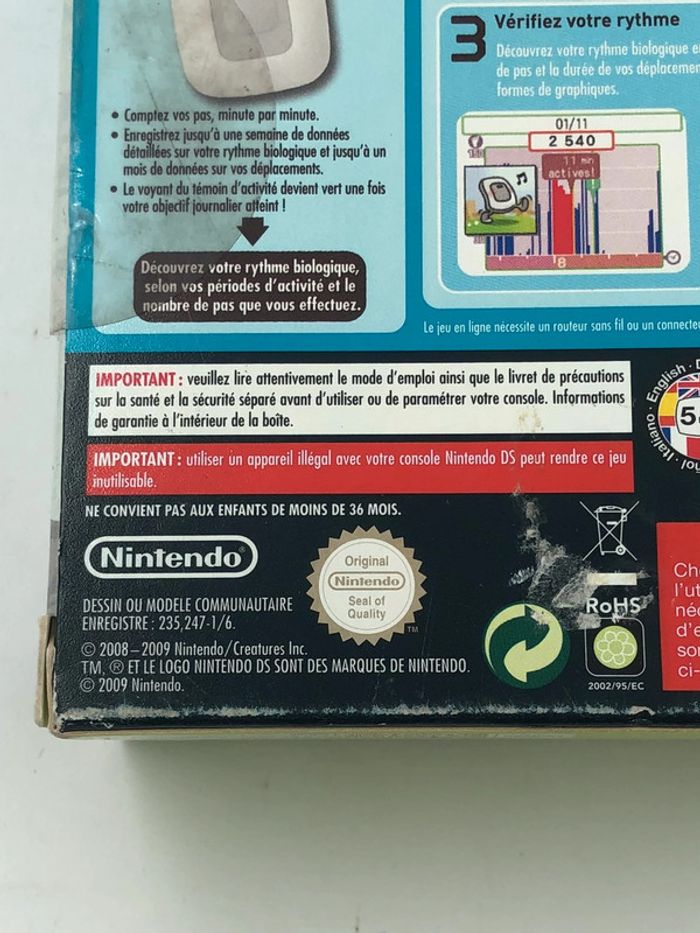 • Comptez vos pas, minute par minute.
• Enregistrez jusqu'à une semaine de données
détaillées sur votre rythme biologique et jusqu'à un
mois de données sur vos déplacements.
• Le voyant du témoin d'activité devient vert une fois
votre objectif journalier atteint !
Découvrez votre rythme biologique,
selon vos périodes d'activité et le
nombre de pas que vous effectuez.
3 Vérifiez votre rythme
Découvrez votre rythme biologique
de pas et la durée de vos
formes de graphiques.
01/11
2 540
11 min
actives!
8
Le jeu en ligne nécessite un routeur sans fil ou un
IMPORTANT : veuillez lire attentivement le mode d'emploi ainsi que le livret de précautions
sur la santé et la sécurité séparé avant d'utiliser ou de paramétrer votre console. Informations
de garantie à l'intérieur de la boîte.
IMPORTANT : utiliser un appareil illégal avec votre console Nintendo DS peut rendre ce jeu
inutilisable.
English
Italiano
NE CONVIENT PAS AUX ENFANTS DE MOINS DE 36 MOIS.
Nintendo®
Original
Nintendo
Seal of
Quality
TM
DESSIN OU MODELE COMMUNAUTAIRE
ENREGISTRE : 235,247-1/6.
© 2008–2009 Nintendo/Creatures Inc.
TM, ® ET LE LOGO NINTENDO DS SONT DES MARQUES DE NINTENDO.
© 2009 Nintendo.
RoHS
2002/95/EC